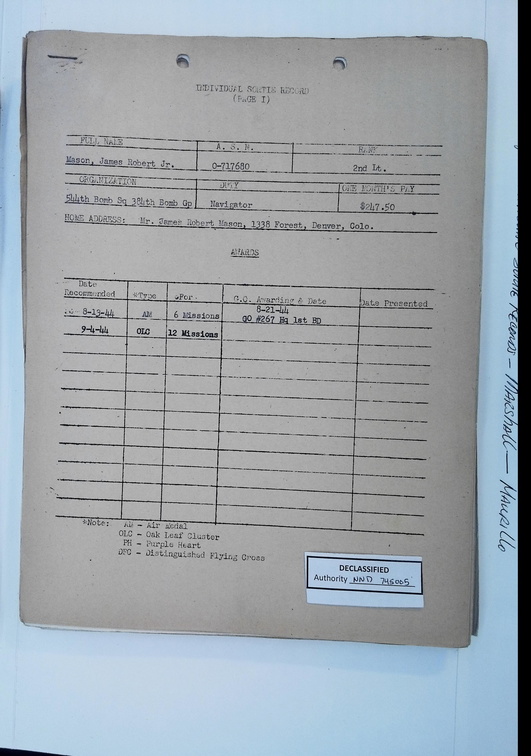 INDIVIDUAL SORTIE RECORD
(PAGE I)
FULL NAME A. S. N. RANK
Mason, James Robert Jr. O-717680 2nd Lt.
ORGANIZATION DUTY ONE MONTH'S PAY
544th Bomb Sq 384th Bomb Gp Navigator $247.50
HOME ADDRESS: Mr. James Robert Mason, 1338 Forest, Denver, Colo.
AWARDS
Date
Recommended *Type *For G.O. Awarding & Date Date Presented
8-13-44 AM 6 Missions 8-21-44
GO #267 Hq 1st BD
9-4-44 OLC 12 Missions
*Note: AM - Air Medal
OLC - Oak Leaf Cluster
PH - Purple Heart
DFC - Distinguished Flying Cross
DECLASSIFIED
Authority NND 745005
Sortie Records - Marshall — Maurillo